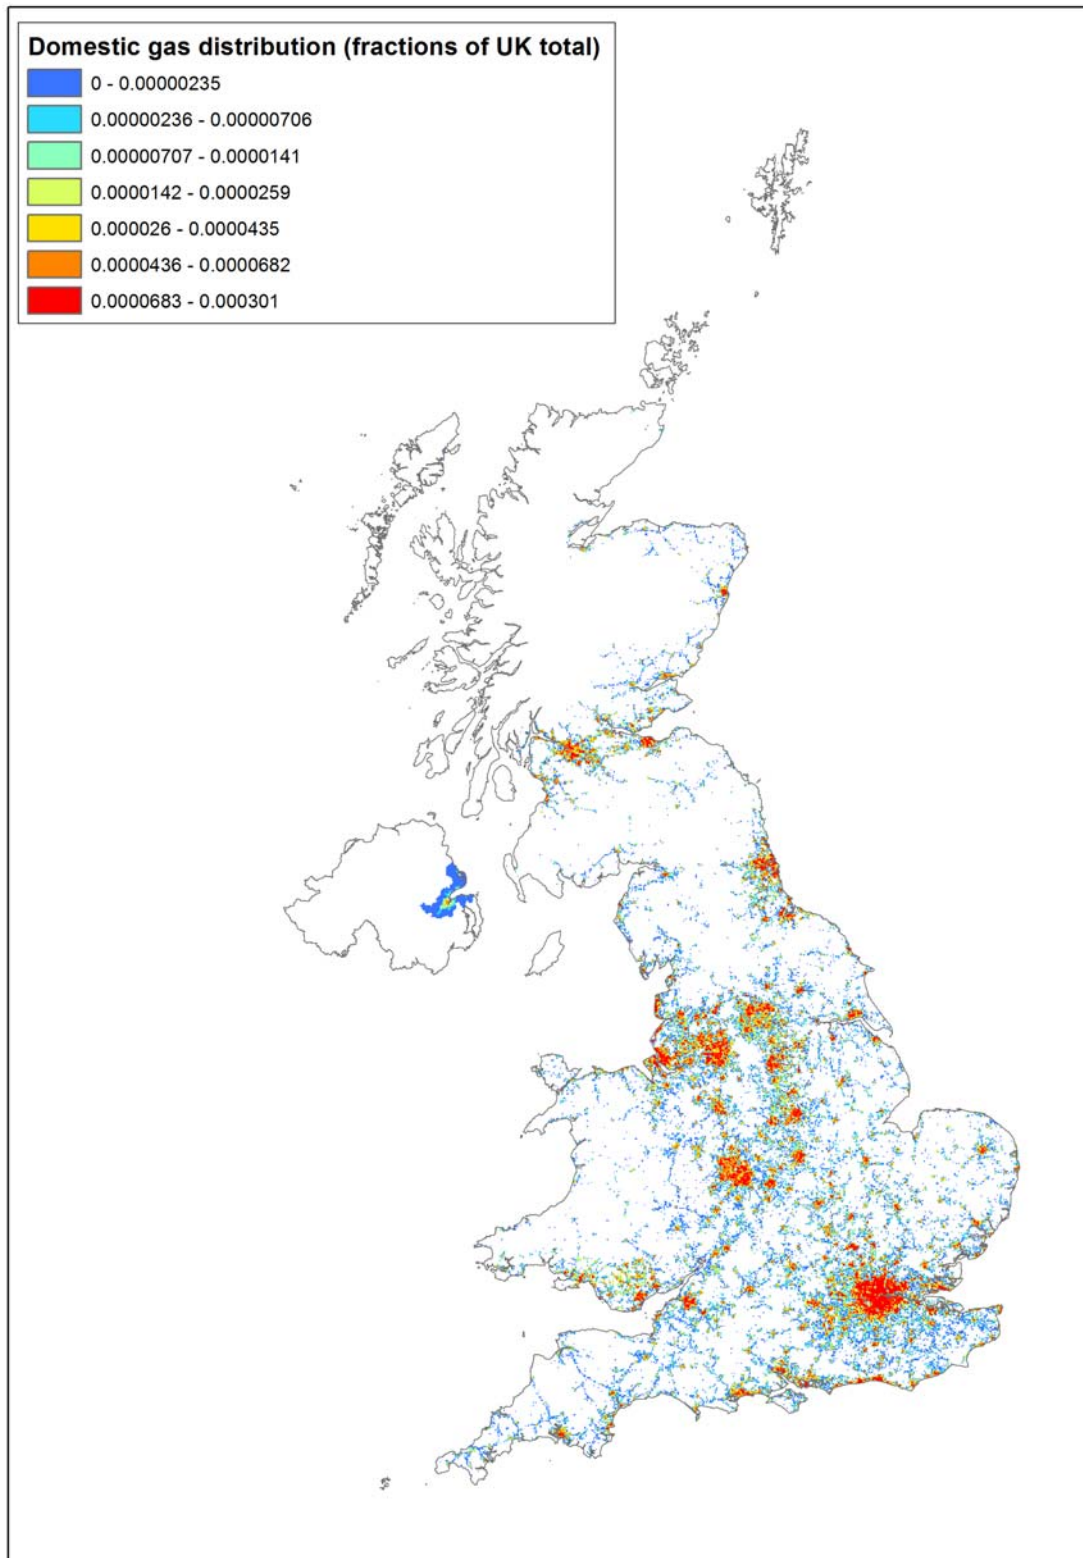 Domestic gas distribution (fractions of UK total)
0 - 0.00000235
0.00000236 - 0.00000706
0.00000707 - 0.0000141
0.0000142 - 0.0000259
0.000026 - 0.0000435
0.0000436 - 0.0000682
0.0000683 - 0.000301